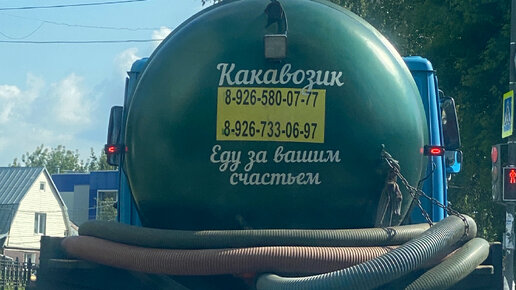 Какавозик
8-926-580-07-77
8-926-733-06-97
Еду за вашим
счастьем